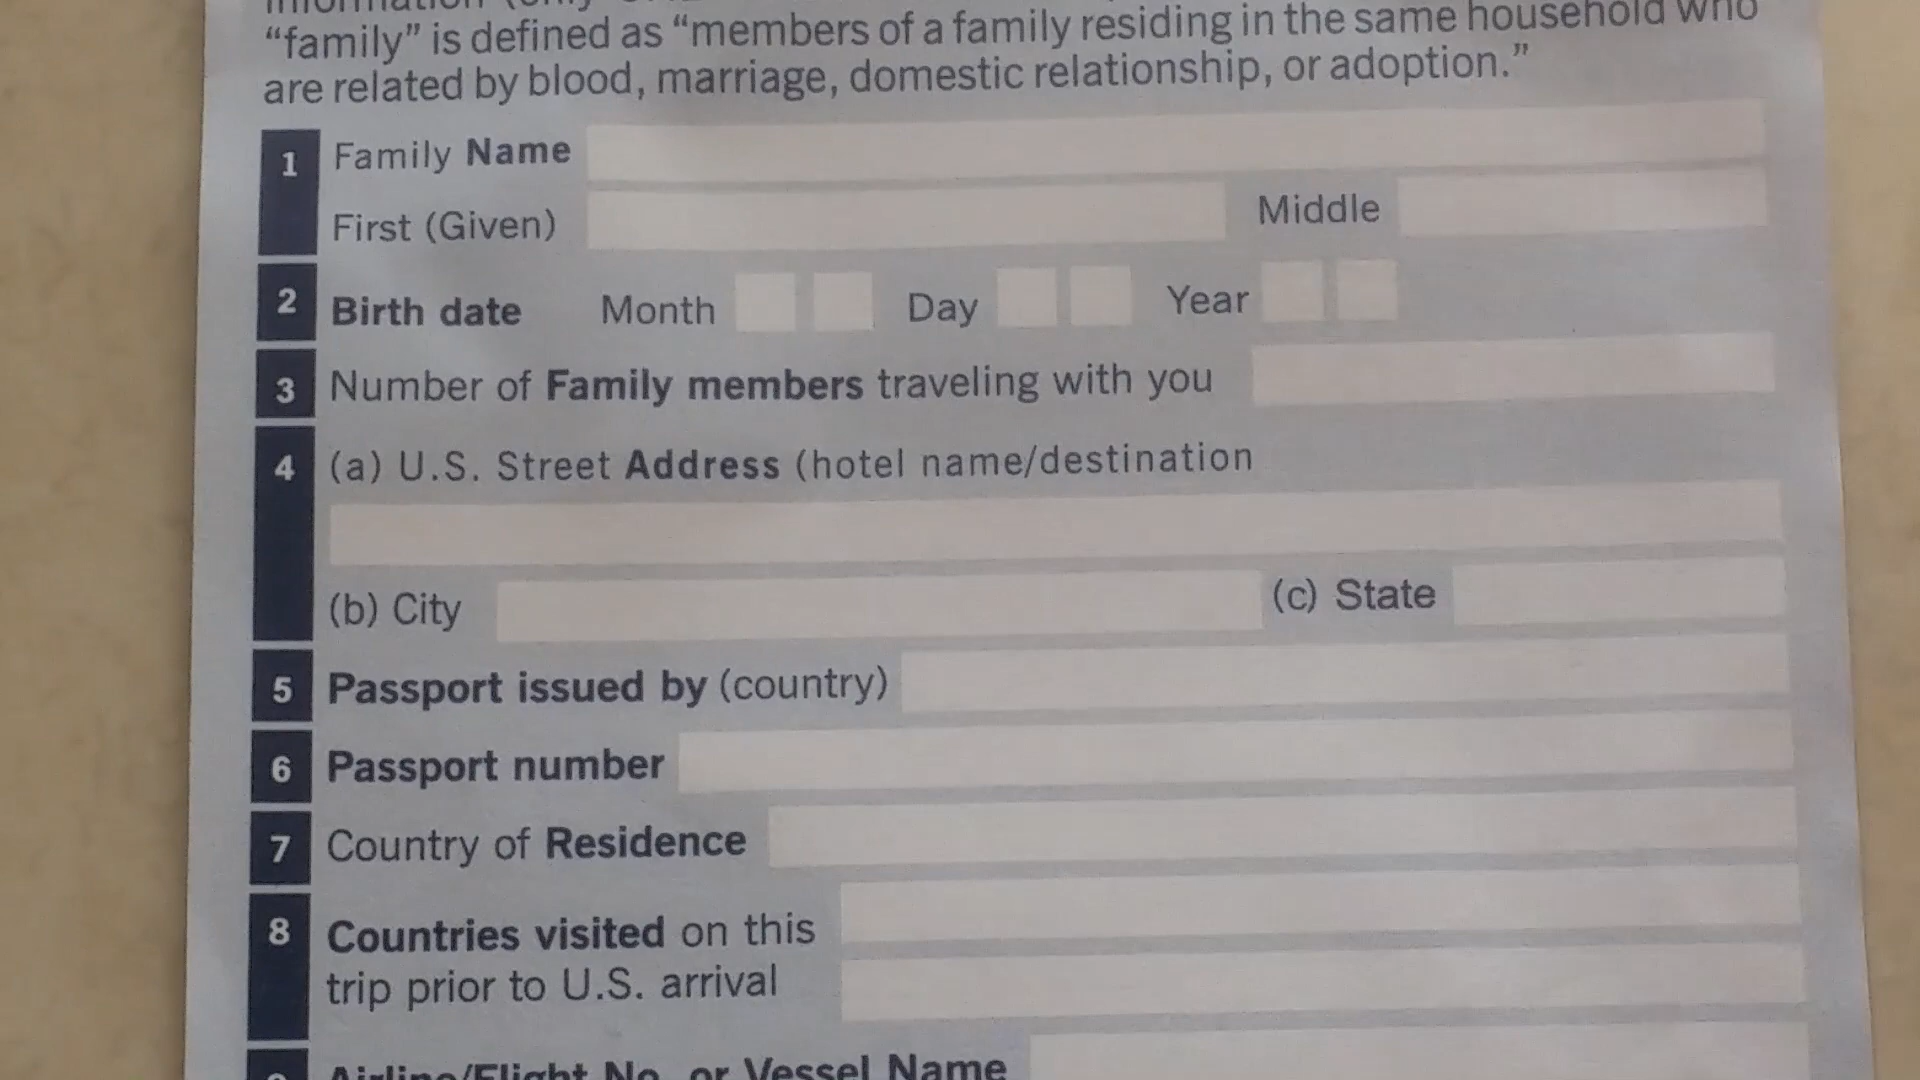 information (only ONE
“family” is defined as “members of a family residing in the same household who
are related by blood, marriage, domestic relationship, or adoption.”
1 Family Name
First (Given) Middle
2 Birth date Month Day Year
3 Number of Family members traveling with you
4 (a) U.S. Street Address (hotel name/destination
(b) City (c) State
5 Passport issued by (country)
6 Passport number
7 Country of Residence
8 Countries visited on this
trip prior to U.S. arrival
9 Airline/Flight No. or Vessel Name